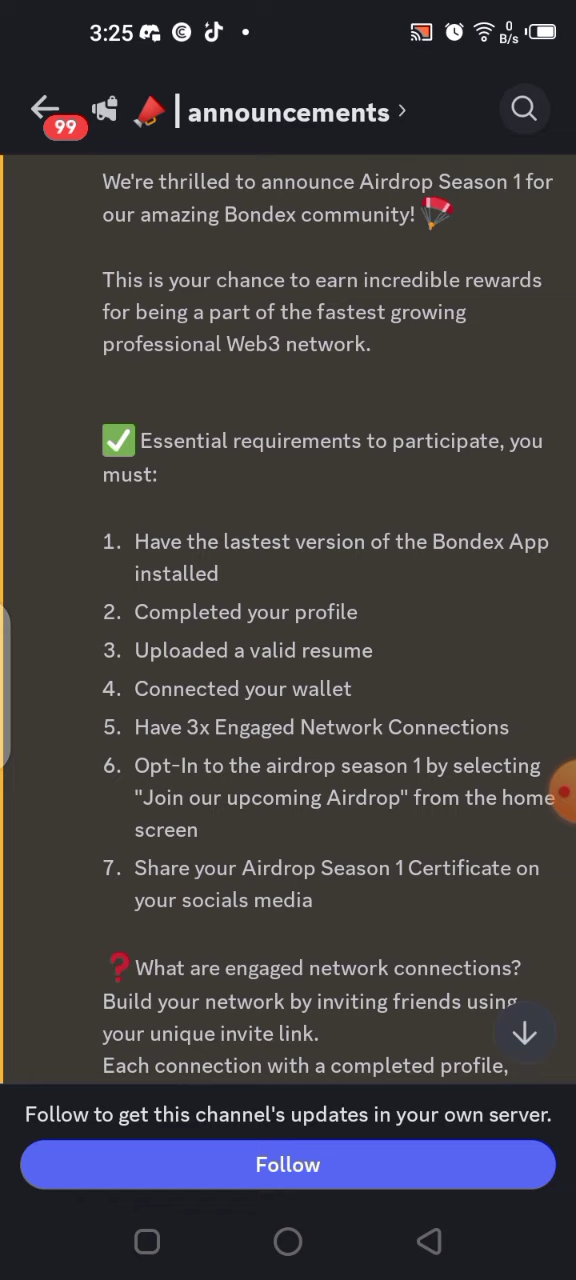 3:25
0
B/s
99
announcements
We're thrilled to announce Airdrop Season 1 for
our amazing Bondex community!
This is your chance to earn incredible rewards
for being a part of the fastest growing
professional Web3 network.
Essential requirements to participate, you
must:
1. Have the lastest version of the Bondex App
installed
2. Completed your profile
3. Uploaded a valid resume
4. Connected your wallet
5. Have 3x Engaged Network Connections
6. Opt-In to the airdrop season 1 by selecting
"Join our upcoming Airdrop" from the home
screen
7. Share your Airdrop Season 1 Certificate on
your socials media
❓What are engaged network connections?
Build your network by inviting friends using
your unique invite link.
Each connection with a completed profile,
Follow to get this channel's updates in your own server.
Follow